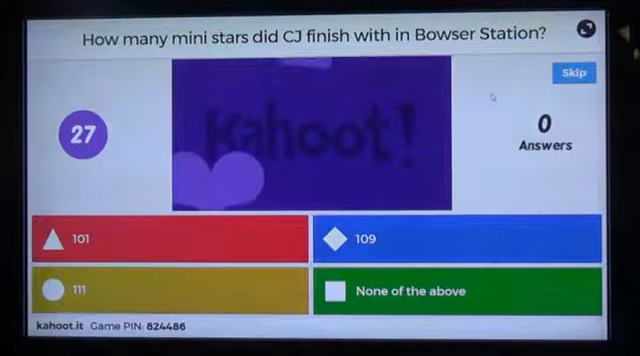 How many mini stars did CJ finish with in Bowser Station?
Skip
27
Kahoot!
0
Answers
101
109
111
None of the above
kahoot.it Game PIN: 824486